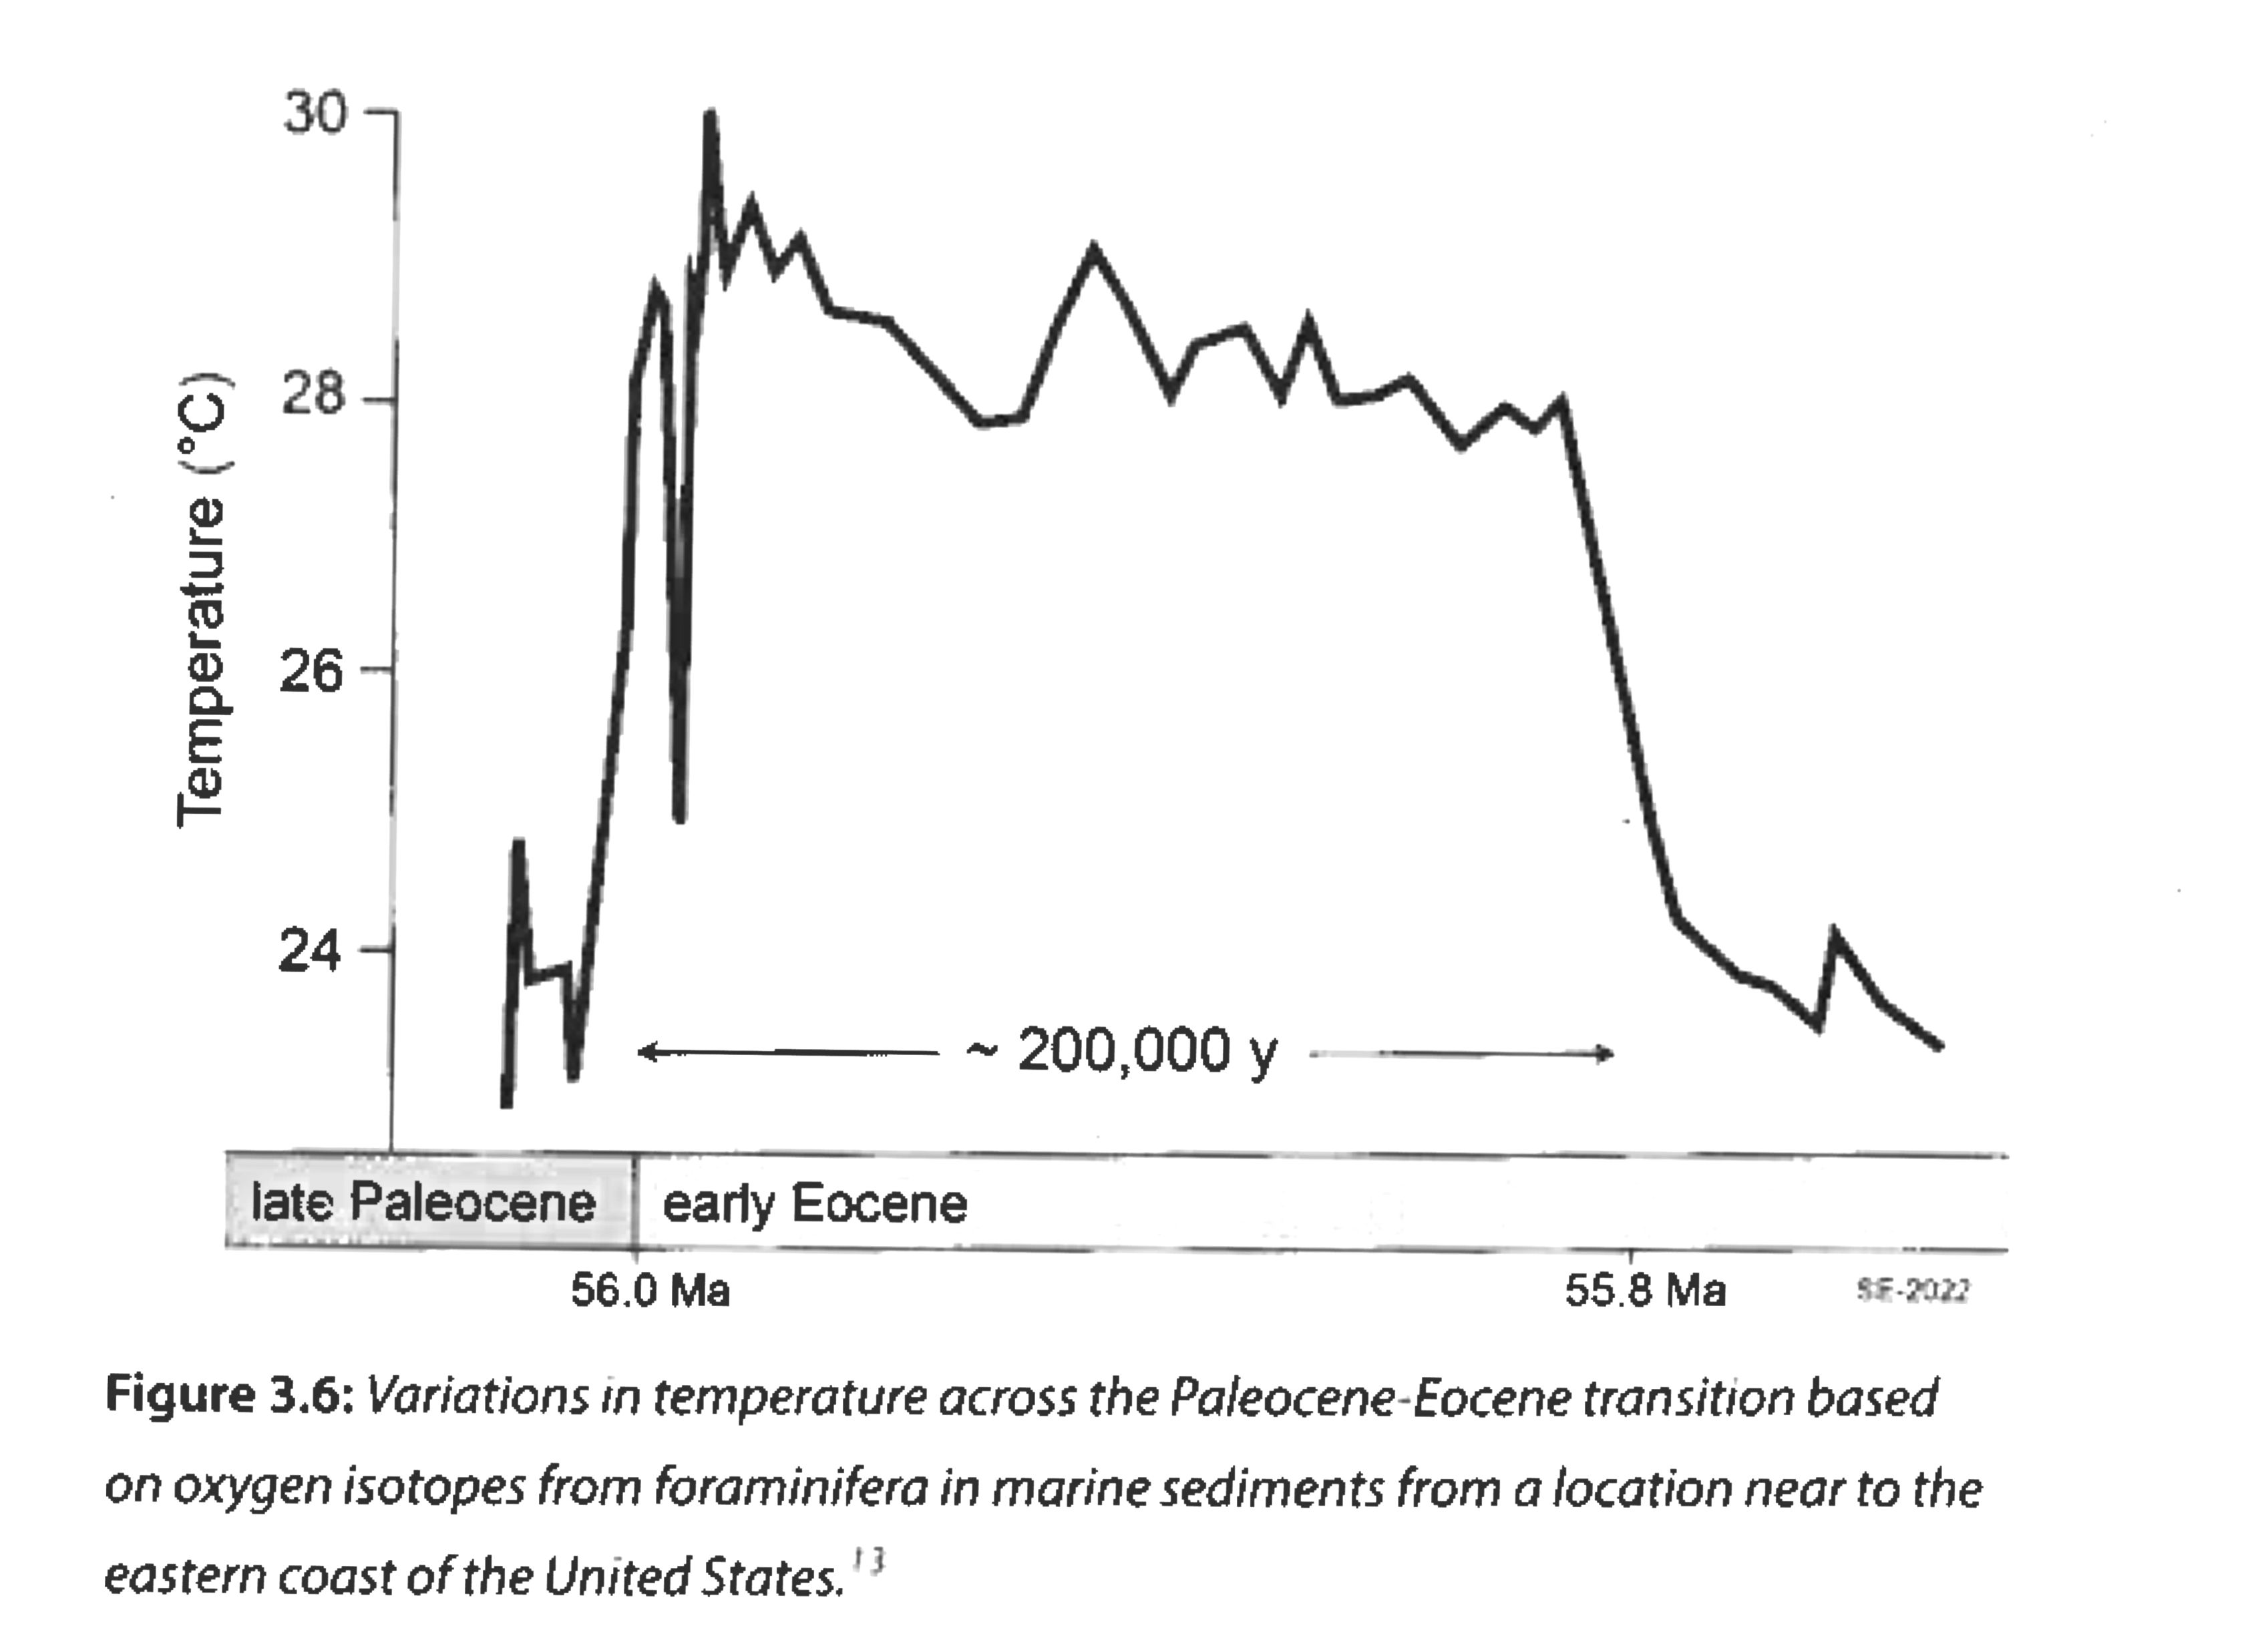 30
28
26
24
Temperature (°C)
~ 200,000 y
late Paleocene
early Eocene
56.0 Ma
55.8 Ma
SE-2022
Figure 3.6: Variations in temperature across the Paleocene-Eocene transition based
on oxygen isotopes from foraminifera in marine sediments from a location near to the
eastern coast of the United States.13